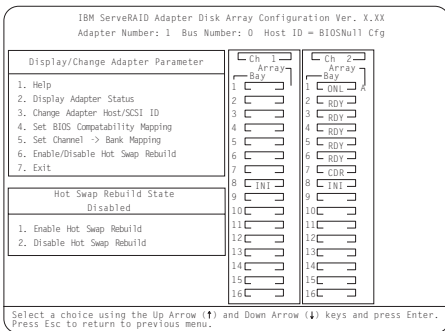 IBM ServeRAID Adapter Disk Array Configuration Ver. X.XX
Adapter Number: 1 Bus Number: 0 Host ID = BIOSNull Cfg
Display/Change Adapter Parameter
1. Help
2. Display Adapter Status
3. Change Adapter Host/SCSI ID
4. Set BIOS Compatability Mapping
5. Set Channel -> Bank Mapping
6. Enable/Disable Hot Swap Rebuild
7. Exit
Hot Swap Rebuild State
Disabled
1. Enable Hot Swap Rebuild
2. Disable Hot Swap Rebuild
Ch 1
Array
Bay
1
2
3
4
5
6
7
8 INI
9
10
11
12
13
14
15
16
Ch 2
Array
Bay
1 ONL A
2 RDY
3 RDY
4 RDY
5 RDY
6 RDY
7 CDR
8 INI
9
10
11
12
13
14
15
16
Select a choice using the Up Arrow (↑) and Down Arrow (↓) keys and press Enter.
Press Esc to return to previous menu.